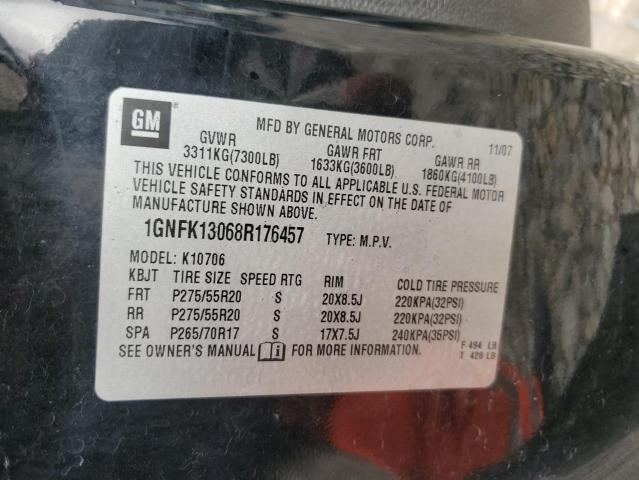 GM
MFD BY GENERAL MOTORS CORP. 11/07
GVWR GAWR FRT GAWR RR
3311KG(7300LB) 1633KG(3600LB) 1860KG(4100LB)
THIS VEHICLE CONFORMS TO ALL APPLICABLE U.S. FEDERAL MOTOR
VEHICLE SAFETY STANDARDS IN EFFECT ON THE DATE OF
MANUFACTURE SHOWN ABOVE.
1GNFK13068R176457 TYPE: M.P.V.
MODEL: K10706
KBJT TIRE SIZE SPEED RTG RIM COLD TIRE PRESSURE
FRT P275/55R20 S 20X8.5J 220KPA(32PSI)
RR P275/55R20 S 20X8.5J 220KPA(32PSI)
SPA P265/70R17 S 17X7.5J 240KPA(35PSI)
SEE OWNER'S MANUAL i FOR MORE INFORMATION.
F 494 LB
T 428 LB